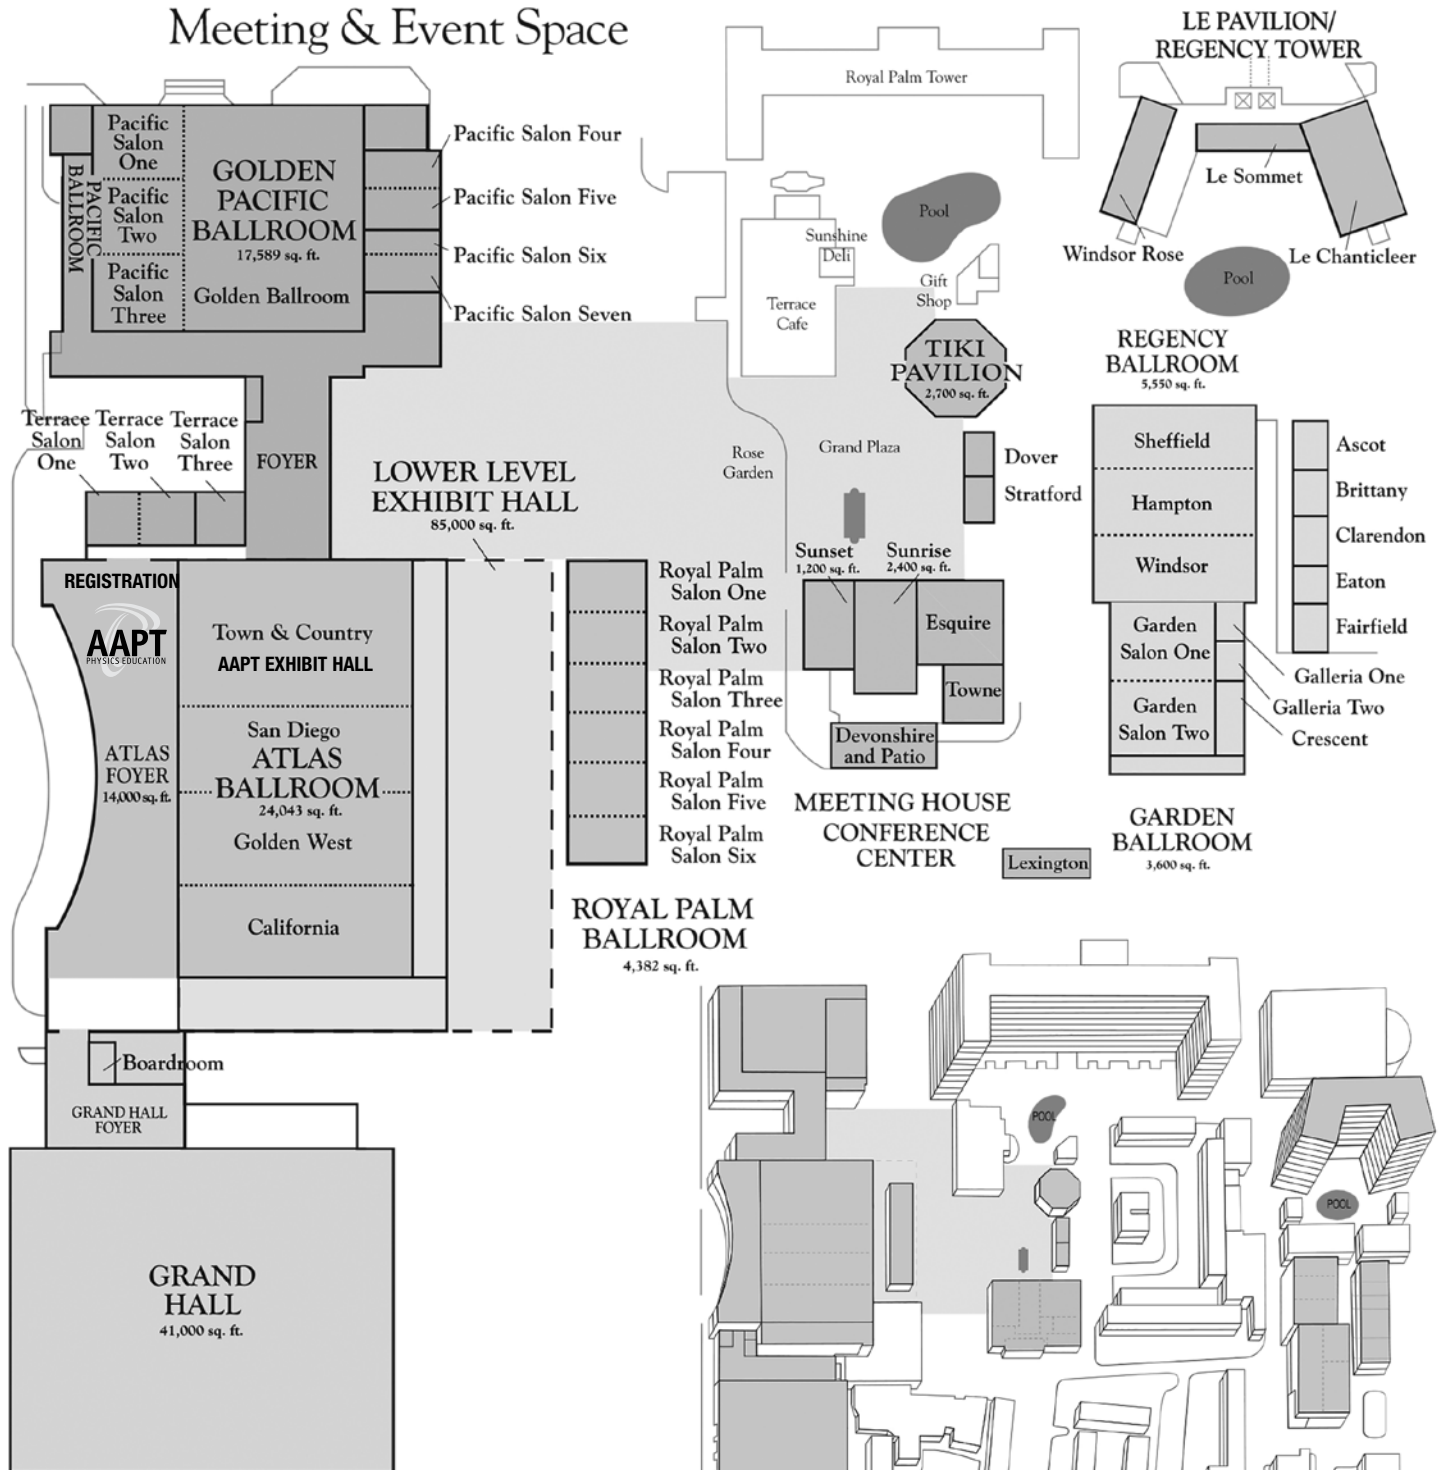 Meeting & Event Space
LE PAVILION/
REGENCY TOWER
Royal Palm Tower
Pacific
Salon
One
Pacific
Salon
Two
Pacific
Salon
Three
PACIFIC
BALLROOM
GOLDEN
PACIFIC
BALLROOM
17,589 sq. ft.
Golden Ballroom
Pacific Salon Four
Pacific Salon Five
Pacific Salon Six
Pacific Salon Seven
Pool
Sunshine
Deli
Gift
Shop
Terrace
Cafe
Le Sommet
Windsor Rose
Le Chanticleer
Pool
TIKI
PAVILION
2,700 sq. ft.
REGENCY
BALLROOM
5,550 sq. ft.
Terrace
Salon
One
Terrace
Salon
Two
Terrace
Salon
Three
FOYER
LOWER LEVEL
EXHIBIT HALL
85,000 sq. ft.
Rose
Garden
Grand Plaza
Dover
Stratford
Sheffield
Hampton
Windsor
Ascot
Brittany
Clarendon
Eaton
Fairfield
REGISTRATION
AAPT
PHYSICS EDUCATION
Town & Country
AAPT EXHIBIT HALL
San Diego
ATLAS
BALLROOM
24,043 sq. ft.
Golden West
California
ATLAS
FOYER
14,000 sq. ft.
Royal Palm
Salon One
Royal Palm
Salon Two
Royal Palm
Salon Three
Royal Palm
Salon Four
Royal Palm
Salon Five
Royal Palm
Salon Six
ROYAL PALM
BALLROOM
4,382 sq. ft.
Sunset
1,200 sq. ft.
Sunrise
2,400 sq. ft.
Esquire
Towne
Devonshire
and Patio
MEETING HOUSE
CONFERENCE
CENTER
Lexington
Garden
Salon One
Garden
Salon Two
Galleria One
Galleria Two
Crescent
GARDEN
BALLROOM
3,600 sq. ft.
Boardroom
GRAND HALL
FOYER
GRAND
HALL
41,000 sq. ft.
POOL
POOL